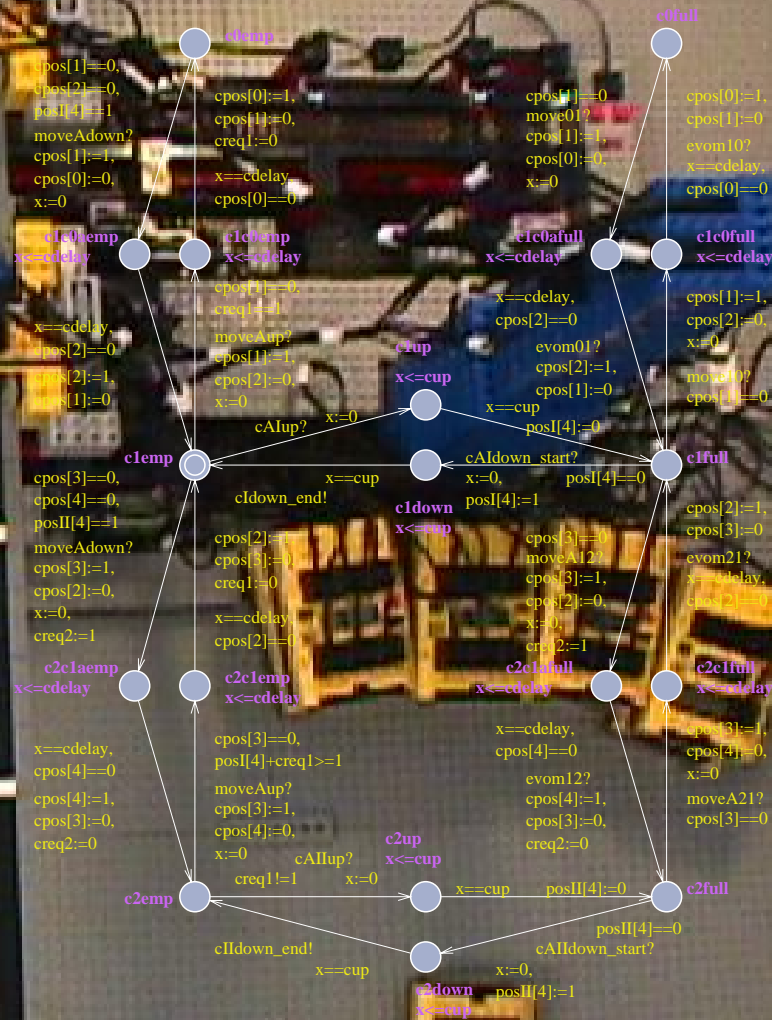 c0emp
c0full
cpos[1]==0,
cpos[2]==0,
posI[4]==1
moveAdown?
cpos[1]:=1,
cpos[0]:=0,
x:=0
cpos[0]:=1,
cpos[1]:=0,
creq1:=0
x==cdelay
cpos[0]==0
cpos[1]==0
move01?
cpos[1]:=1,
cpos[0]:=0,
x:=0
cpos[0]:=1,
cpos[1]:=0
evom10?
x==cdelay,
cpos[0]==0
c1c0aemp
x<=cdelay
c1c0emp
x<=cdelay
c1c0afull
x<=cdelay
c1c0full
x<=cdelay
x==cdelay,
cpos[2]==0
cpos[2]:=1,
cpos[1]:=0
cpos[1]==0,
creq1==1
moveAup?
cpos[1]:=1,
cpos[2]:=0,
x:=0
x==cdelay,
cpos[2]==0
evom01?
cpos[2]:=1,
cpos[1]:=0
cpos[1]:=1,
cpos[2]:=0,
x:=0
move10?
cpos[1]==0
c1up
x<=cup
cAIup?
x:=0
x==cup
posI[4]:=0
c1emp
c1full
cAIdown_start?
x:=0,
posI[4]:=1
posI[4]==0
x==cup
cIdown_end!
c1down
x<=cup
cpos[3]==0,
cpos[4]==0,
posII[4]==1
moveAdown?
cpos[3]:=1,
cpos[2]:=0,
x:=0,
creq2:=1
cpos[2]:=1
cpos[3]:=0
creq1:=0
x==cdelay,
cpos[2]==0
cpos[3]==0
moveA12?
cpos[3]:=1,
cpos[2]:=0,
x:=0,
creq2:=1
cpos[2]:=1,
cpos[3]:=0
evom21?
x==cdelay,
cpos[2]==0
c2c1aemp
x<=cdelay
c2c1emp
x<=cdelay
c2c1afull
x<=cdelay
c2c1full
x<=cdelay
x==cdelay,
cpos[4]==0
cpos[4]:=1,
cpos[3]:=0,
creq2:=0
cpos[3]==0,
posI[4]+creq1>=1
moveAup?
cpos[3]:=1,
cpos[4]:=0,
x:=0
x==cdelay,
cpos[4]==0
evom12?
cpos[4]:=1,
cpos[3]:=0,
creq2:=0
cpos[3]:=1,
cpos[4]:=0,
x:=0
moveA21?
cpos[3]==0
c2up
x<=cup
cAIIup?
creq1!=1
x:=0
x==cup
posII[4]:=0
c2emp
c2full
posII[4]==0
cAIIdown_start?
x:=0,
posII[4]:=1
cIIdown_end!
x==cup
c2down
x<=cup